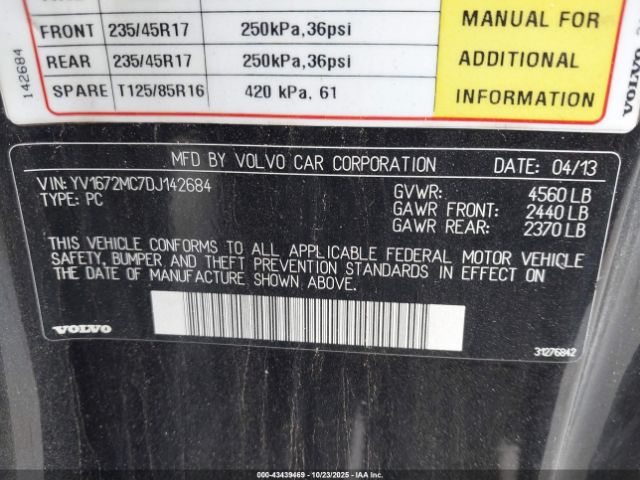 142684
FRONT 235/45R17 250kPa,36psi
REAR 235/45R17 250kPa,36psi
SPARE T125/85R16 420 kPa, 61
MANUAL FOR
ADDITIONAL
INFORMATION
VOLVO
MFD BY VOLVO CAR CORPORATION DATE: 04/13
VIN: YV1672MC7DJ142684
TYPE: PC
GVWR: 4560 LB
GAWR FRONT: 2440 LB
GAWR REAR: 2370 LB
THIS VEHICLE CONFORMS TO ALL APPLICABLE FEDERAL MOTOR VEHICLE
SAFETY, BUMPER AND THEFT PREVENTION STANDARDS IN EFFECT ON
THE DATE OF MANUFACTURE SHOWN ABOVE.
VOLVO
31276842
000-43439469 - 10/23/2025 - IAA, Inc.